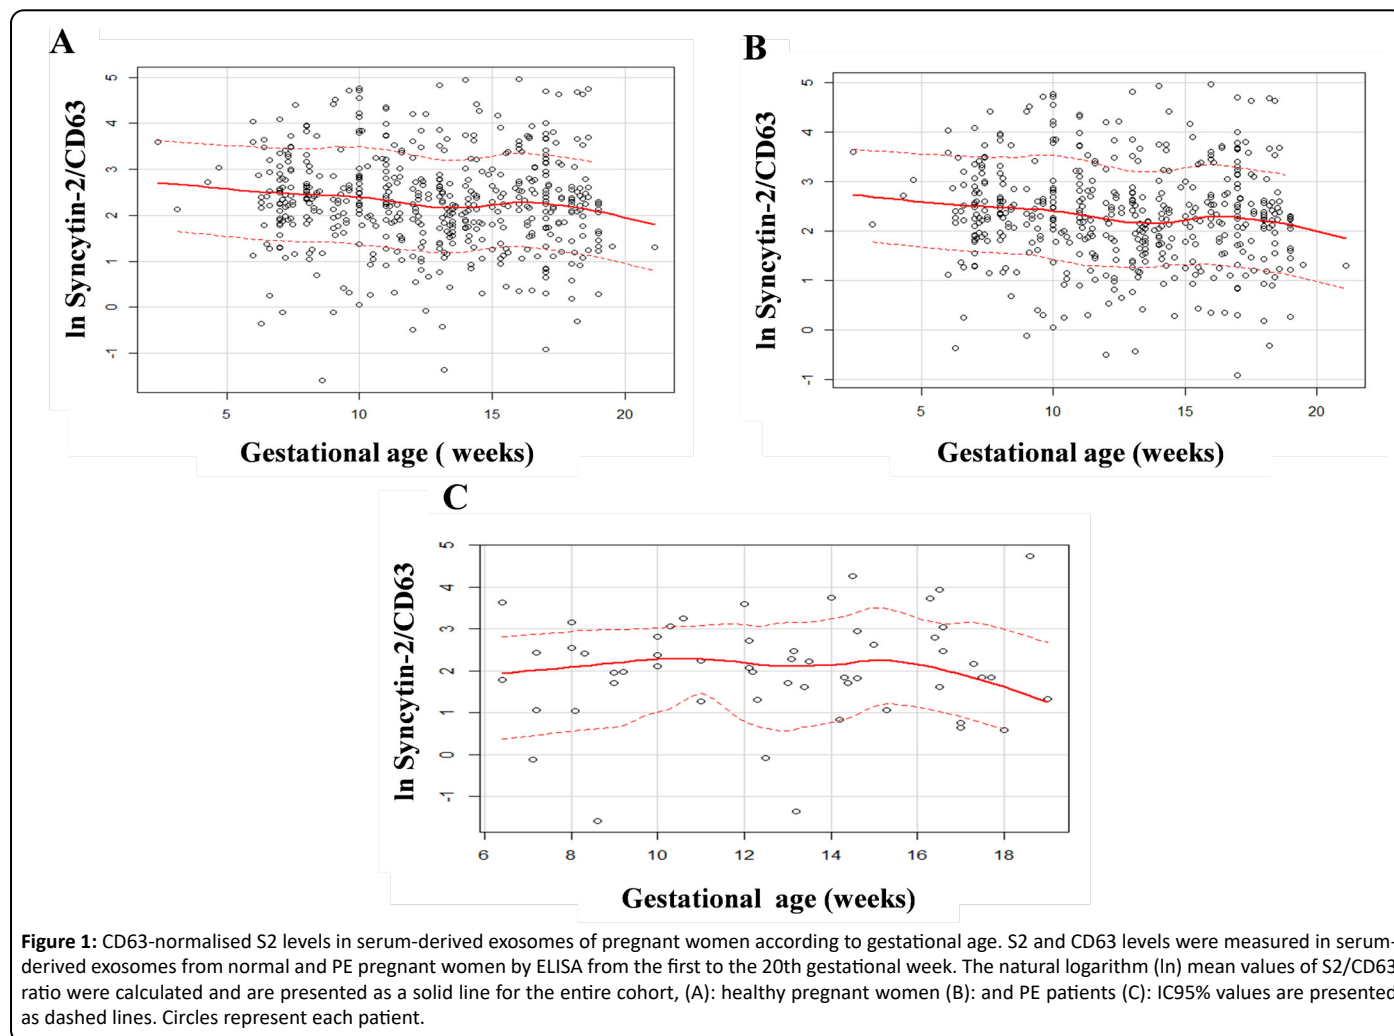 A
ln Syncytin-2/CD63
5
4
3
2
1
0
-1
5 10 15 20
Gestational age ( weeks)
B
ln Syncytin-2/CD63
5
4
3
2
1
0
-1
5 10 15 20
Gestational age (weeks)
C
ln Syncytin-2/CD63
5
4
3
2
1
0
-1
6 8 10 12 14 16 18
Gestational age (weeks)
Figure 1: CD63-normalised S2 levels in serum-derived exosomes of pregnant women according to gestational age. S2 and CD63 levels were measured in serum-
derived exosomes from normal and PE pregnant women by ELISA from the first to the 20th gestational week. The natural logarithm (ln) mean values of S2/CD63
ratio were calculated and are presented as a solid line for the entire cohort, (A): healthy pregnant women (B): and PE patients (C): IC95% values are presented
as dashed lines. Circles represent each patient.